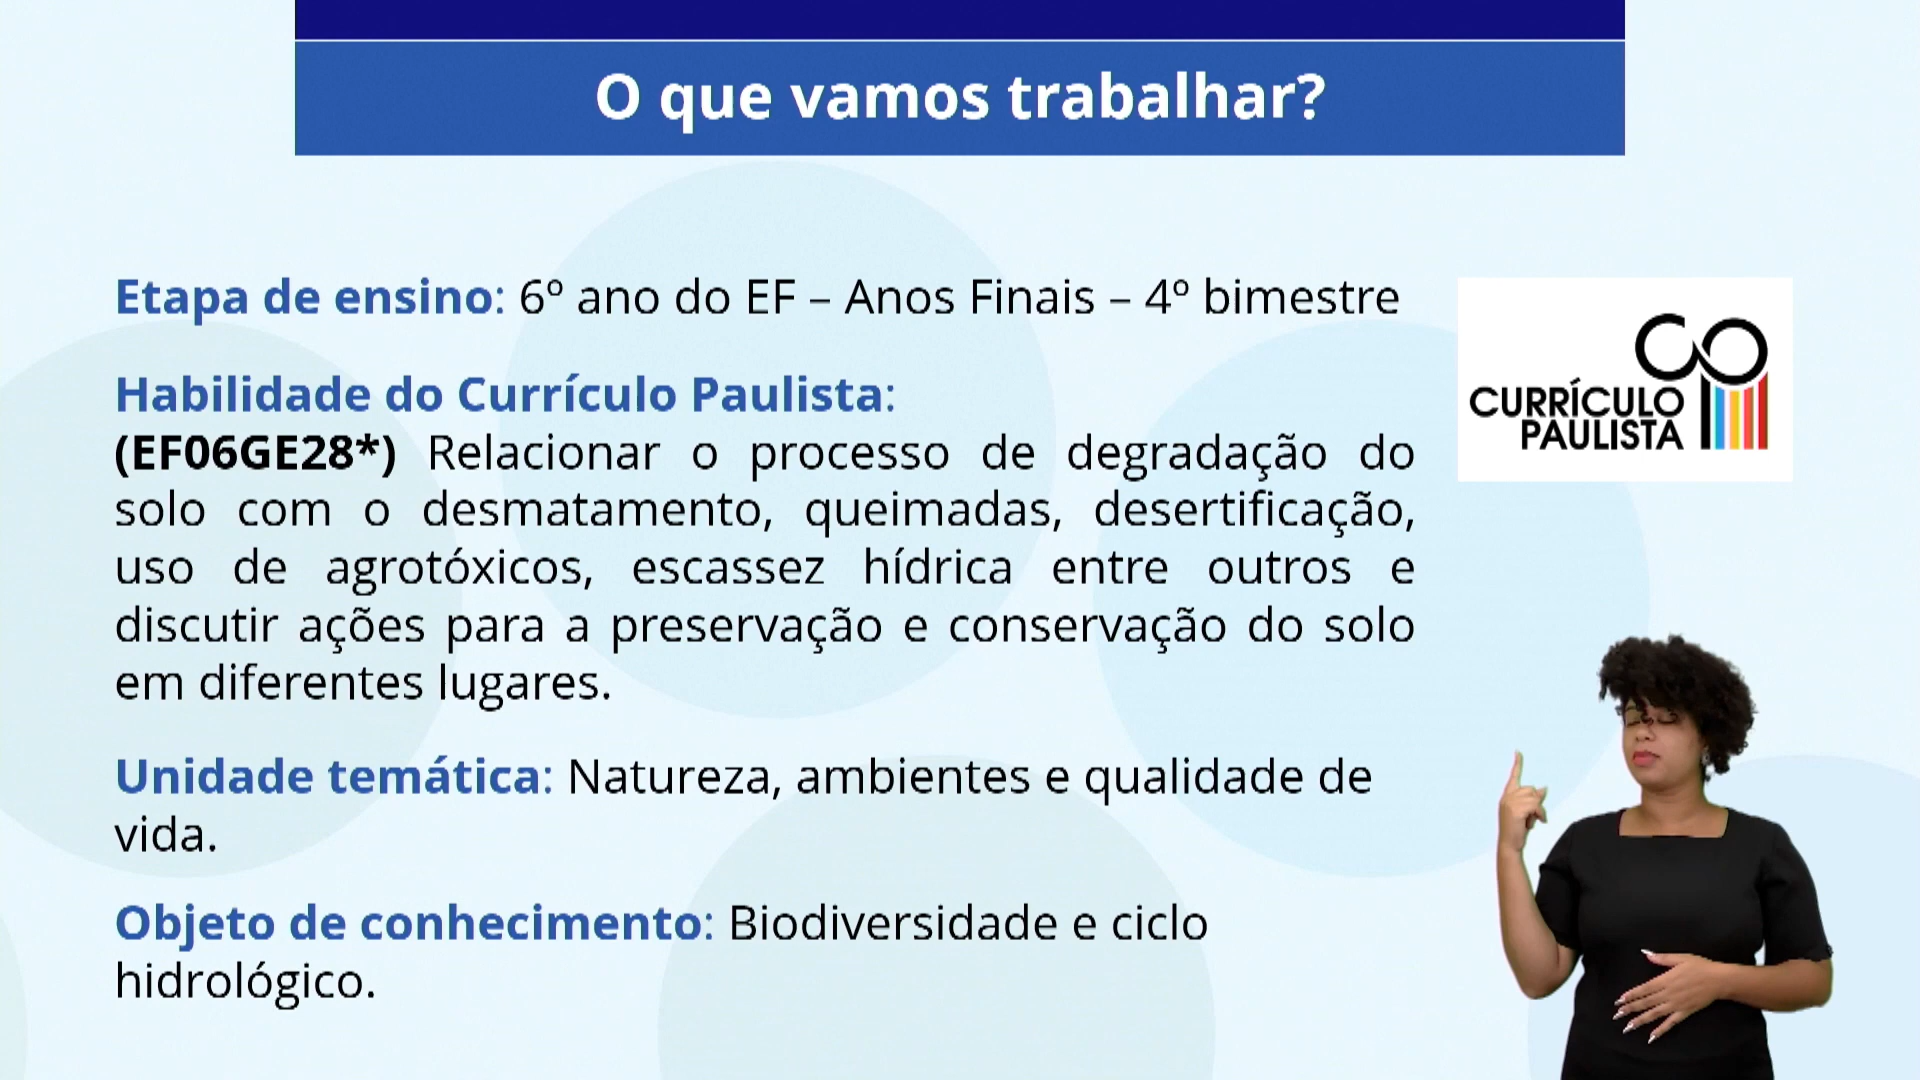 O que vamos trabalhar?
Etapa de ensino: 6º ano do EF – Anos Finais – 4º bimestre
Habilidade do Currículo Paulista:
(EF06GE28*) Relacionar o processo de degradação do
solo com o desmatamento, queimadas, desertificação,
uso de agrotóxicos, escassez hídrica entre outros e
discutir ações para a preservação e conservação do solo
em diferentes lugares.
Unidade temática: Natureza, ambientes e qualidade de
vida.
Objeto de conhecimento: Biodiversidade e ciclo
hidrológico.
CURRÍCULO
PAULISTA